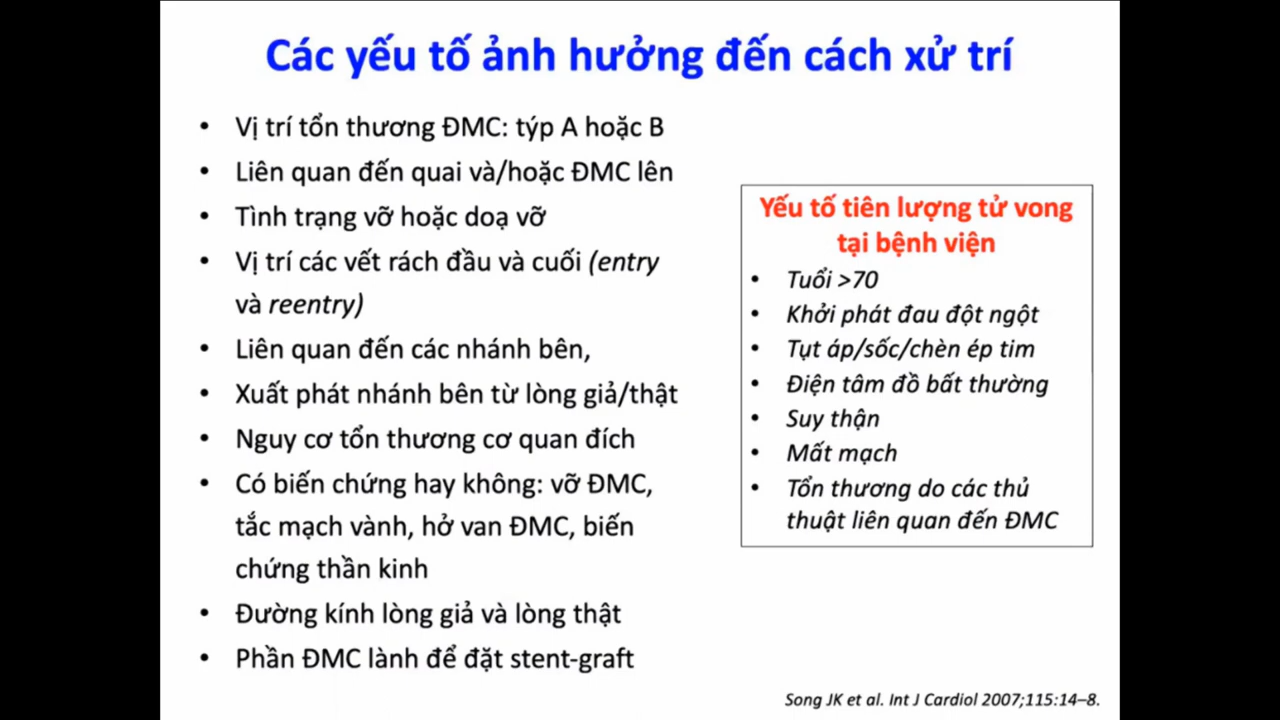 Các yếu tố ảnh hưởng đến cách xử trí
• Vị trí tổn thương ĐMC: týp A hoặc B
• Liên quan đến quai và/hoặc ĐMC lên
• Tình trạng vỡ hoặc doạ vỡ
• Vị trí các vết rách đầu và cuối (entry
và reentry)
• Liên quan đến các nhánh bên,
• Xuất phát nhánh bên từ lòng giả/thật
• Nguy cơ tổn thương cơ quan đích
• Có biến chứng hay không: vỡ ĐMC,
tắc mạch vành, hở van ĐMC, biến
chứng thần kinh
• Đường kính lòng giả và lòng thật
• Phần ĐMC lành để đặt stent-graft
Yếu tố tiên lượng tử vong
tại bệnh viện
• Tuổi >70
• Khởi phát đau đột ngột
• Tụt áp/sốc/chèn ép tim
• Điện tâm đồ bất thường
• Suy thận
• Mất mạch
• Tổn thương do các thủ
thuật liên quan đến ĐMC
Song JK et al. Int J Cardiol 2007;115:14–8.